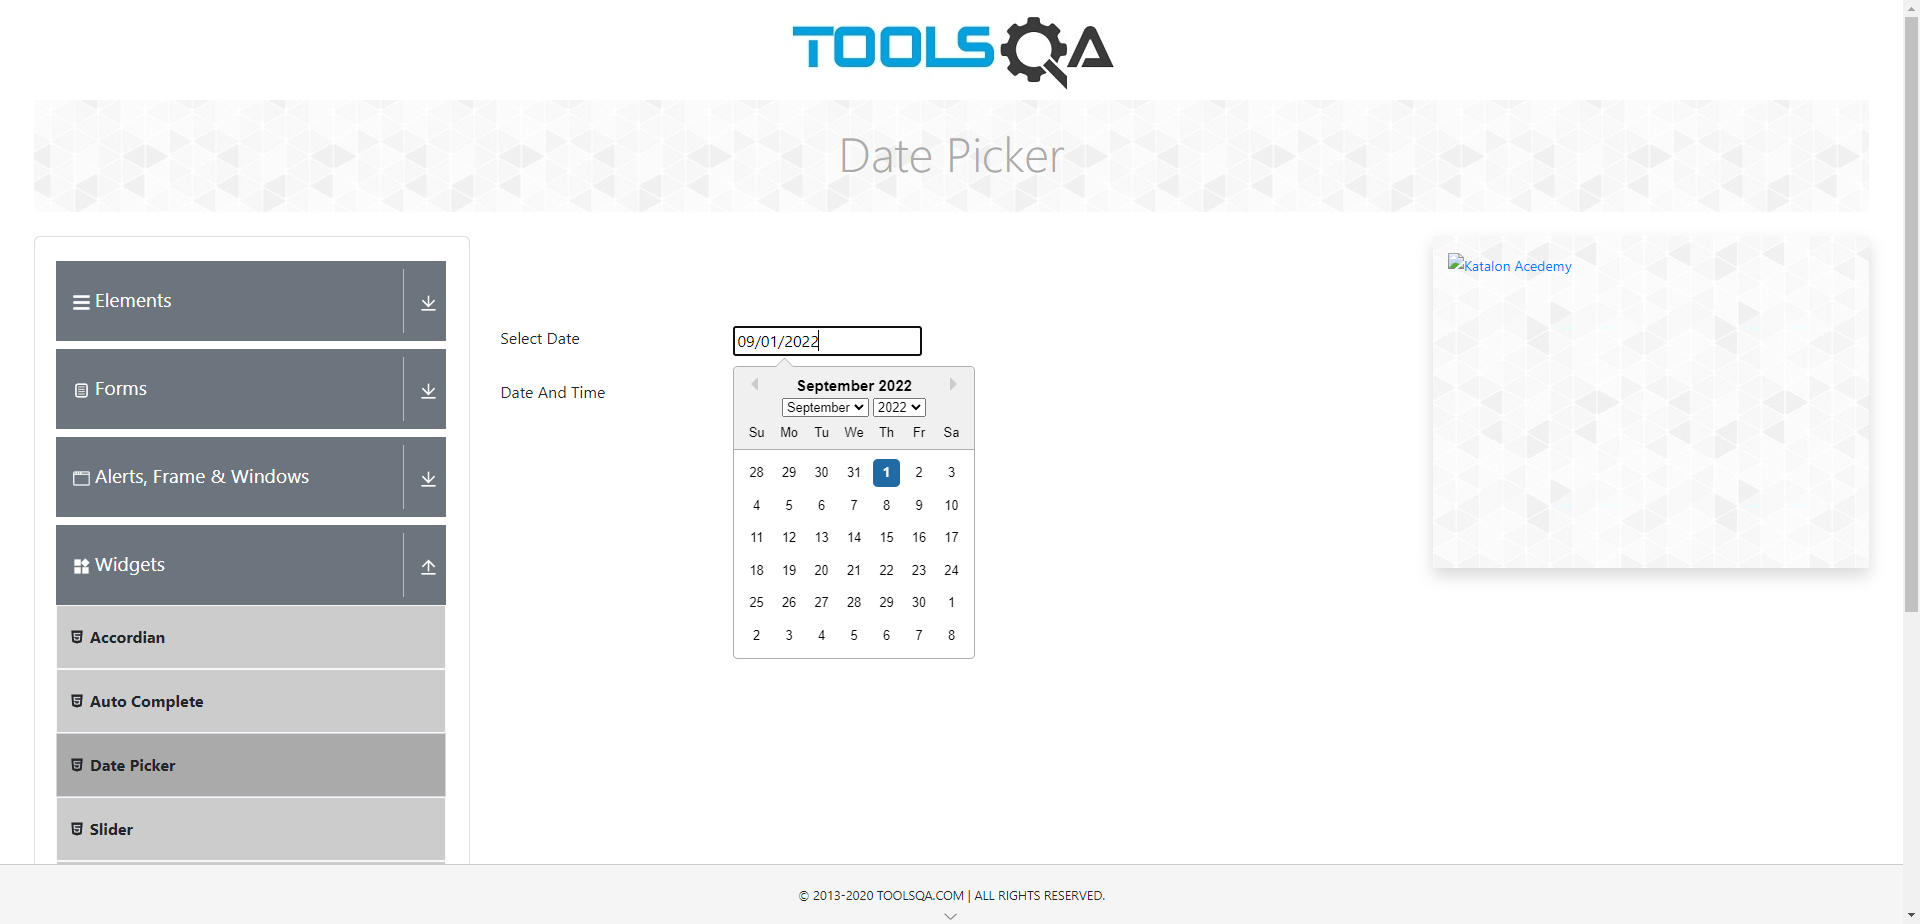 TOOLSQA
Date Picker
Elements
Forms
Alerts, Frame & Windows
Widgets
Accordian
Auto Complete
Date Picker
Slider
Select Date
09/01/2022
Date And Time
September 2022
September 2022
Su Mo Tu We Th Fr Sa
28 29 30 31 1 2 3
4 5 6 7 8 9 10
11 12 13 14 15 16 17
18 19 20 21 22 23 24
25 26 27 28 29 30 1
2 3 4 5 6 7 8
Katalon Acedemy
© 2013-2020 TOOLSQA.COM | ALL RIGHTS RESERVED.